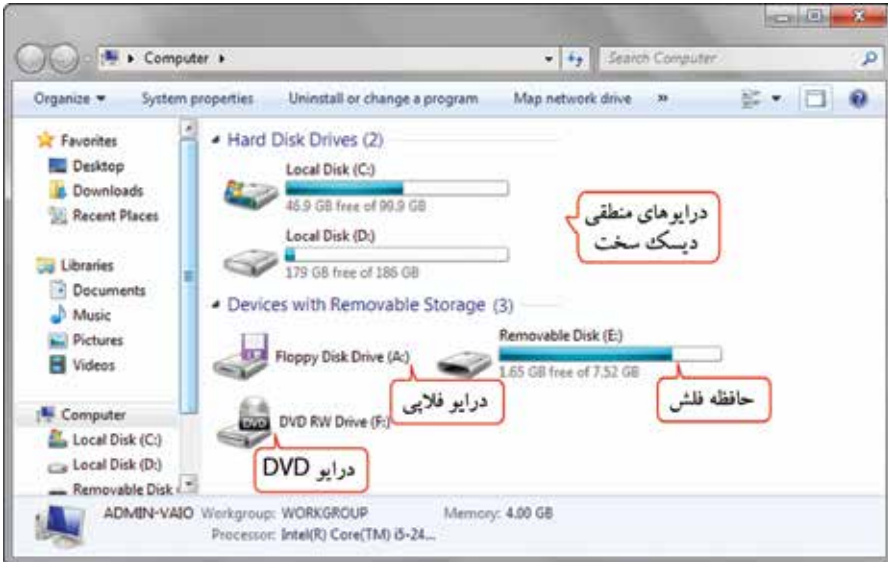 Computer
Search Computer
Organize
System properties
Uninstall or change a program
Map network drive
»
Favorites
Desktop
Downloads
Recent Places
Libraries
Documents
Music
Pictures
Videos
Computer
Local Disk (C:)
Local Disk (D:)
Removable Disk
Hard Disk Drives (2)
Local Disk (C:)
46.9 GB free of 99.9 GB
Local Disk (D:)
179 GB free of 186 GB
درایوهای منطقی
دیسک سخت
Devices with Removable Storage (3)
Floppy Disk Drive (A:)
درایو فلاپی
Removable Disk (E:)
1.65 GB free of 7.52 GB
حافظه فلش
DVD
DVD RW Drive (F:)
درایو DVD
ADMIN-VAIO Workgroup: WORKGROUP Memory: 4.00 GB
Processor: Intel(R) Core(TM) i5-24...